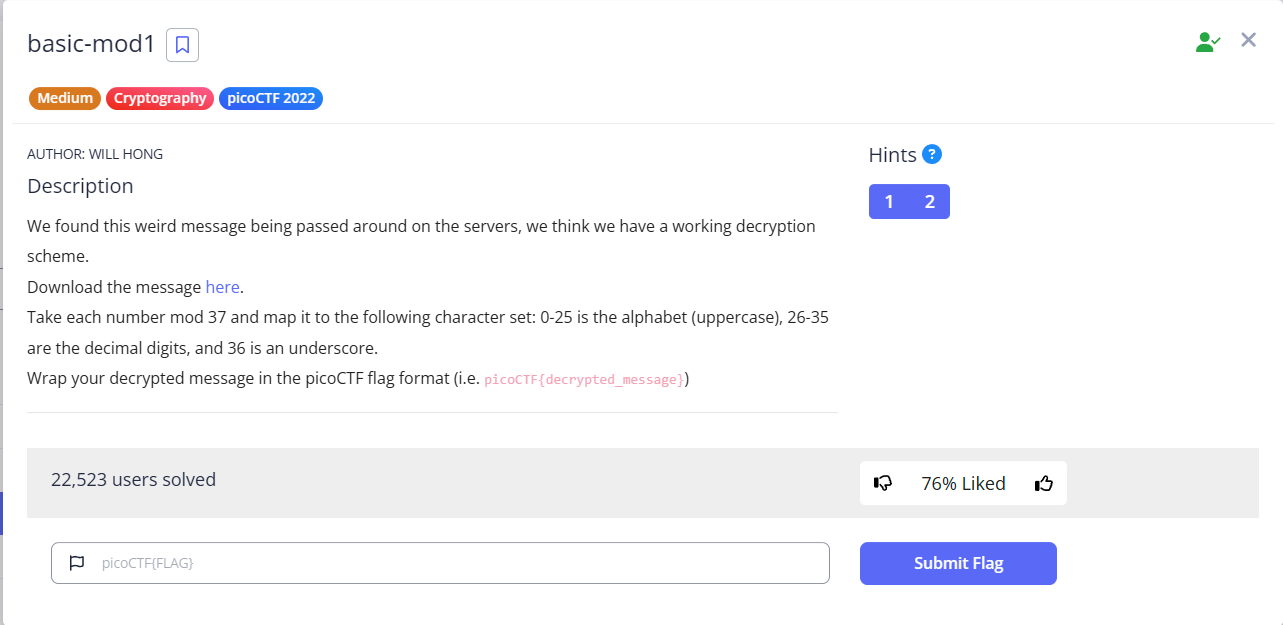 basic-mod1
Medium Cryptography picoCTF 2022
AUTHOR: WILL HONG
Description
We found this weird message being passed around on the servers, we think we have a working decryption
scheme.
Download the message here.
Take each number mod 37 and map it to the following character set: 0-25 is the alphabet (uppercase), 26-35
are the decimal digits, and 36 is an underscore.
Wrap your decrypted message in the picoCTF flag format (i.e. picoCTF{decrypted_message})
Hints ?
1 2
22,523 users solved
76% Liked
picoCTF{FLAG}
Submit Flag